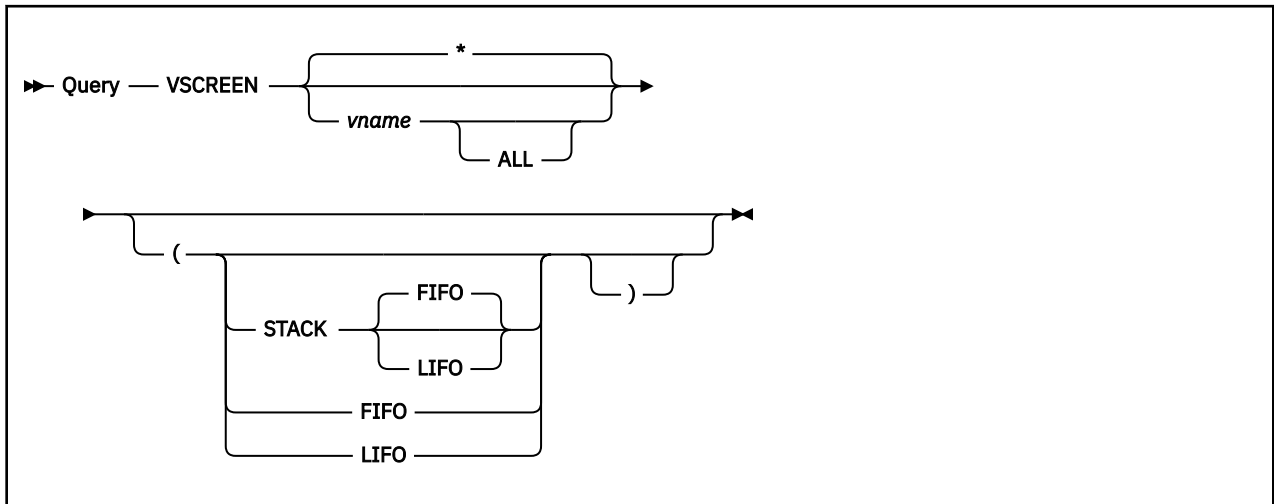 *
Query VSCREEN
vname
ALL
(
FIFO
)
STACK
LIFO
FIFO
LIFO